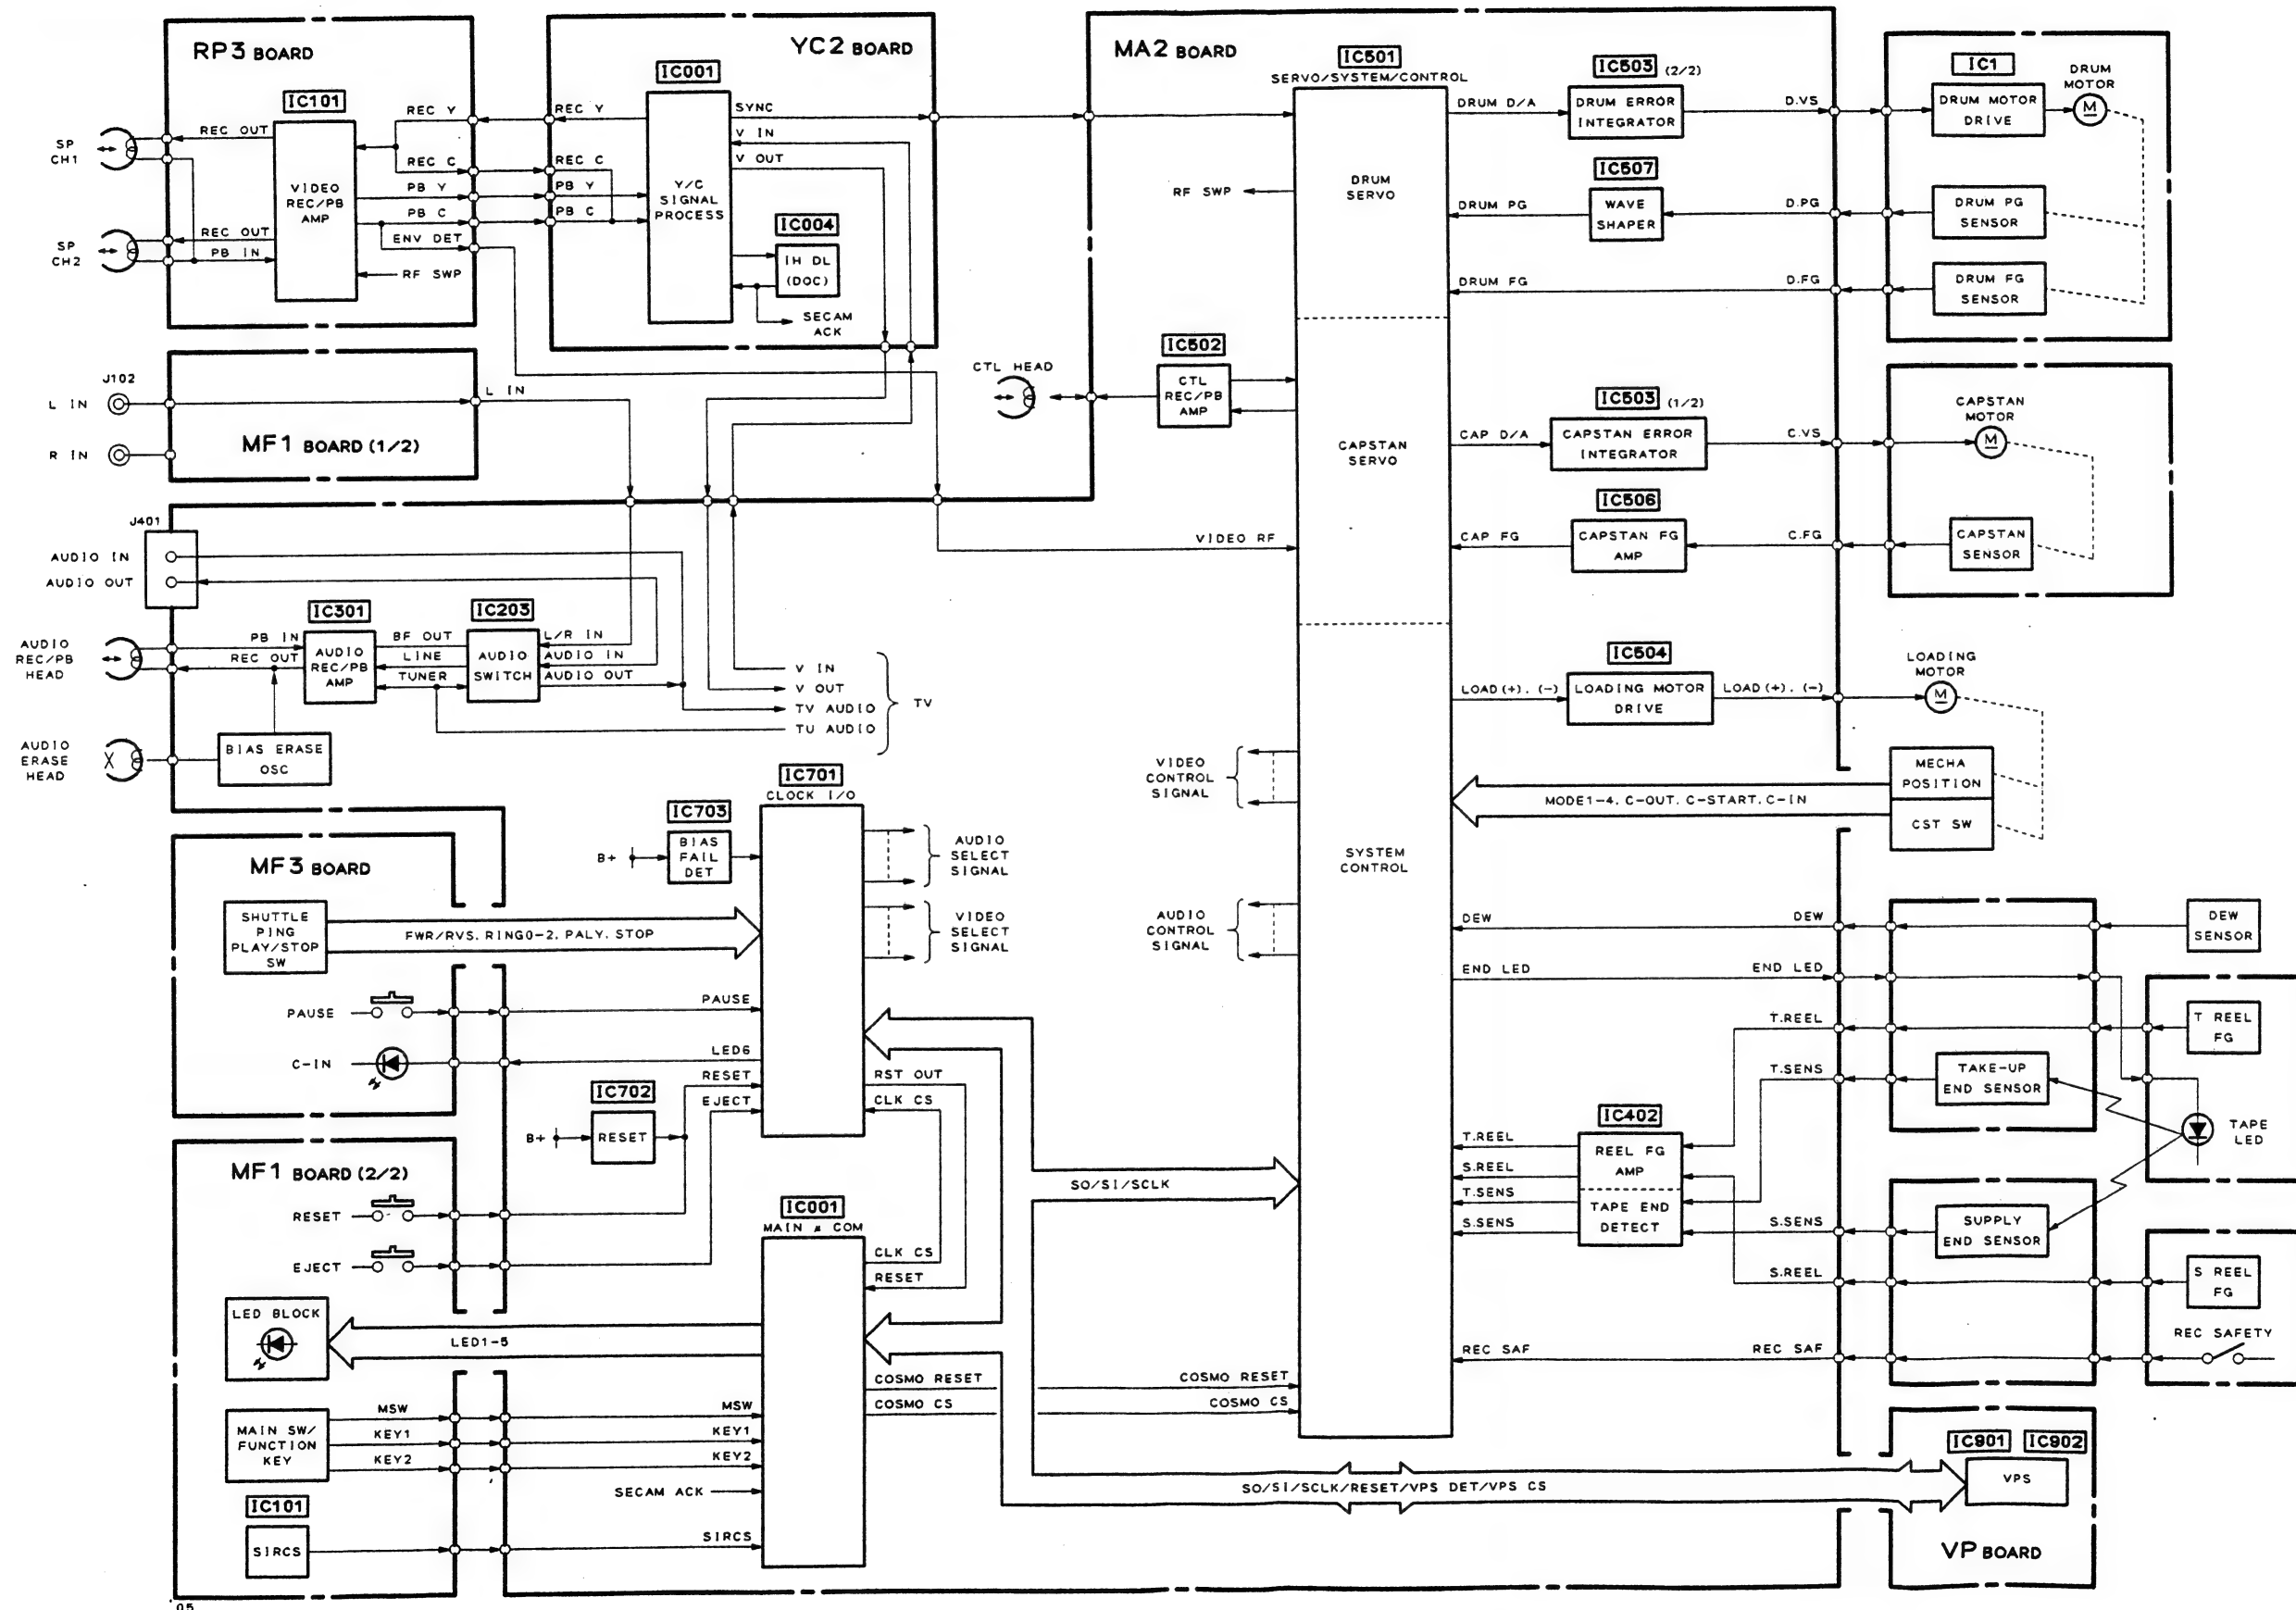 RP3 BOARD
IC101
SP
CH1
REC OUT
REC Y
REC C
VIDEO
REC/PB
AMP
PB Y
PB C
SP
CH2
REC OUT
PB IN
ENV DET
RF SWP
YC2 BOARD
IC001
REC Y
REC C
PB Y
PB C
Y/C
SIGNAL
PROCESS
SYNC
V IN
V OUT
IC004
IH DL
(DOC)
SECAM
ACK
J102
L IN
R IN
L IN
MF1 BOARD (1/2)
MA2 BOARD
IC501
SERVO/SYSTEM/CONTROL
DRUM
SERVO
RF SWP
DRUM D/A
IC503 (2/2)
DRUM ERROR
INTEGRATOR
D.VS
IC1
DRUM MOTOR
DRIVE
DRUM
MOTOR
M
IC507
DRUM PG
WAVE
SHAPER
D.PG
DRUM PG
SENSOR
DRUM FG
D.FG
DRUM FG
SENSOR
CTL HEAD
IC502
CTL
REC/PB
AMP
CAPSTAN
SERVO
CAP D/A
IC503 (1/2)
CAPSTAN ERROR
INTEGRATOR
C.VS
CAPSTAN
MOTOR
M
VIDEO RF
CAP FG
IC506
CAPSTAN FG
AMP
C.FG
CAPSTAN
SENSOR
J401
AUDIO IN
AUDIO OUT
AUDIO
REC/PB
HEAD
PB IN
REC OUT
IC301
AUDIO
REC/PB
AMP
BF OUT
LINE
TUNER
IC203
AUDIO
SWITCH
L/R IN
AUDIO IN
AUDIO OUT
V IN
V OUT
TV AUDIO
TU AUDIO
TV
AUDIO
ERASE
HEAD
BIAS ERASE
OSC
LOAD(+). (-)
IC504
LOADING MOTOR
DRIVE
LOAD(+). (-)
LOADING
MOTOR
M
VIDEO
CONTROL
SIGNAL
MODE1-4. C-OUT. C-START. C-IN
MECHA
POSITION
CST SW
SYSTEM
CONTROL
AUDIO
CONTROL
SIGNAL
IC701
CLOCK I/O
IC703
B+
BIAS
FAIL
DET
AUDIO
SELECT
SIGNAL
VIDEO
SELECT
SIGNAL
MF3 BOARD
SHUTTLE
PING
PLAY/STOP
SW
FWR/RVS. RING0-2. PALY. STOP
PAUSE
PAUSE
C-IN
LED6
RESET
EJECT
RST OUT
CLK CS
IC702
B+
RESET
MF1 BOARD (2/2)
RESET
EJECT
LED BLOCK
LED1-5
IC001
MAIN μ COM
CLK CS
RESET
SO/SI/SCLK
COSMO RESET
COSMO CS
COSMO RESET
COSMO CS
MAIN SW/
FUNCTION
KEY
MSW
KEY1
KEY2
MSW
KEY1
KEY2
SECAM ACK
IC101
SIRCS
SIRCS
SO/SI/SCLK/RESET/VPS DET/VPS CS
DEW
DEW
DEW
SENSOR
END LED
END LED
T.REEL
T REEL
FG
T.SENS
TAKE-UP
END SENSOR
TAPE
LED
IC402
T.REEL
S.REEL
T.SENS
S.SENS
REEL FG
AMP
TAPE END
DETECT
S.SENS
SUPPLY
END SENSOR
S.REEL
S REEL
FG
REC SAF
REC SAF
REC SAFETY
IC901
IC902
VPS
VP BOARD
05